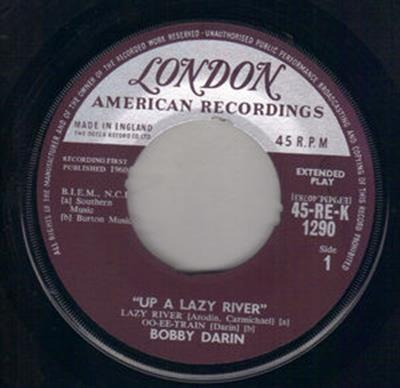 ALL RIGHTS OF THE MANUFACTURER AND OF THE OWNER OF THE RECORDED WORK RESERVED. UNAUTHORISED PUBLIC PERFORMANCE BROADCASTING AND COPYING OF THIS RECORD PROHIBITED
LONDON
AMERICAN RECORDINGS
MADE IN ENGLAND
THE DECCA RECORD CO LTD
45 R.P.M
RECORDING FIRST
PUBLISHED 1960
EXTENDED
PLAY
B.I.E.M., N.C.B.
[a] Southern
Music
[b] Burton Music
45-RE-K
1290
Side
1
"UP A LAZY RIVER"
LAZY RIVER [Arodin, Carmichael] [a]
OO-EE-TRAIN [Darin] [b]
BOBBY DARIN